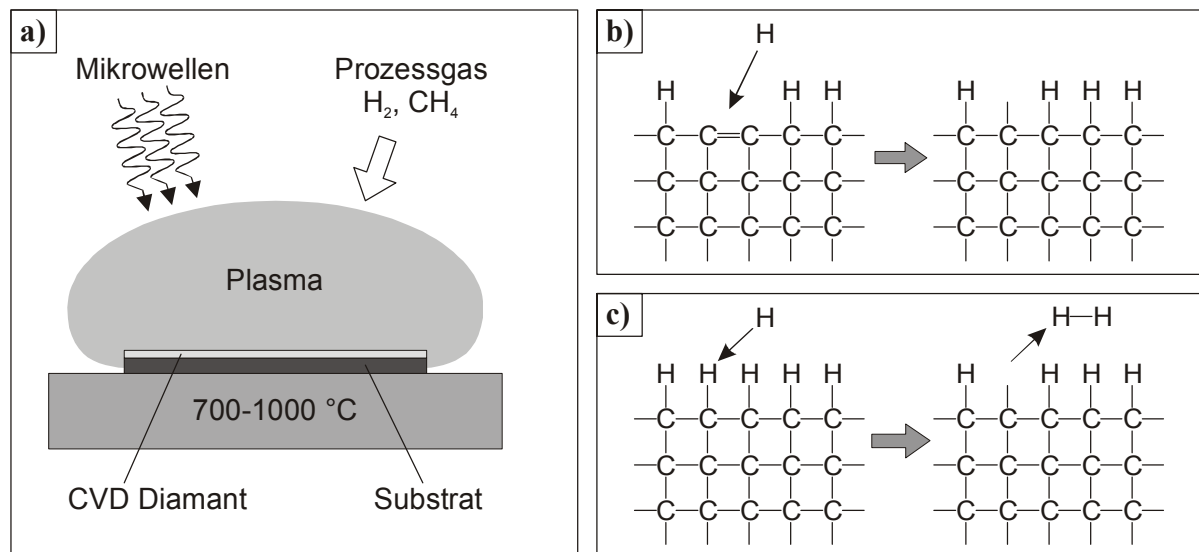 a)
Mikrowellen
Prozessgas
H₂, CH₄
Plasma
700-1000 °C
CVD Diamant
Substrat
b)
H
H H H H H H H
C C=C C C C C C C C
C C C C C C C C C C
C C C C C C C C C C
c)
H H—H
H H H H H H H H H
C C C C C C C C C C
C C C C C C C C C C
C C C C C C C C C C